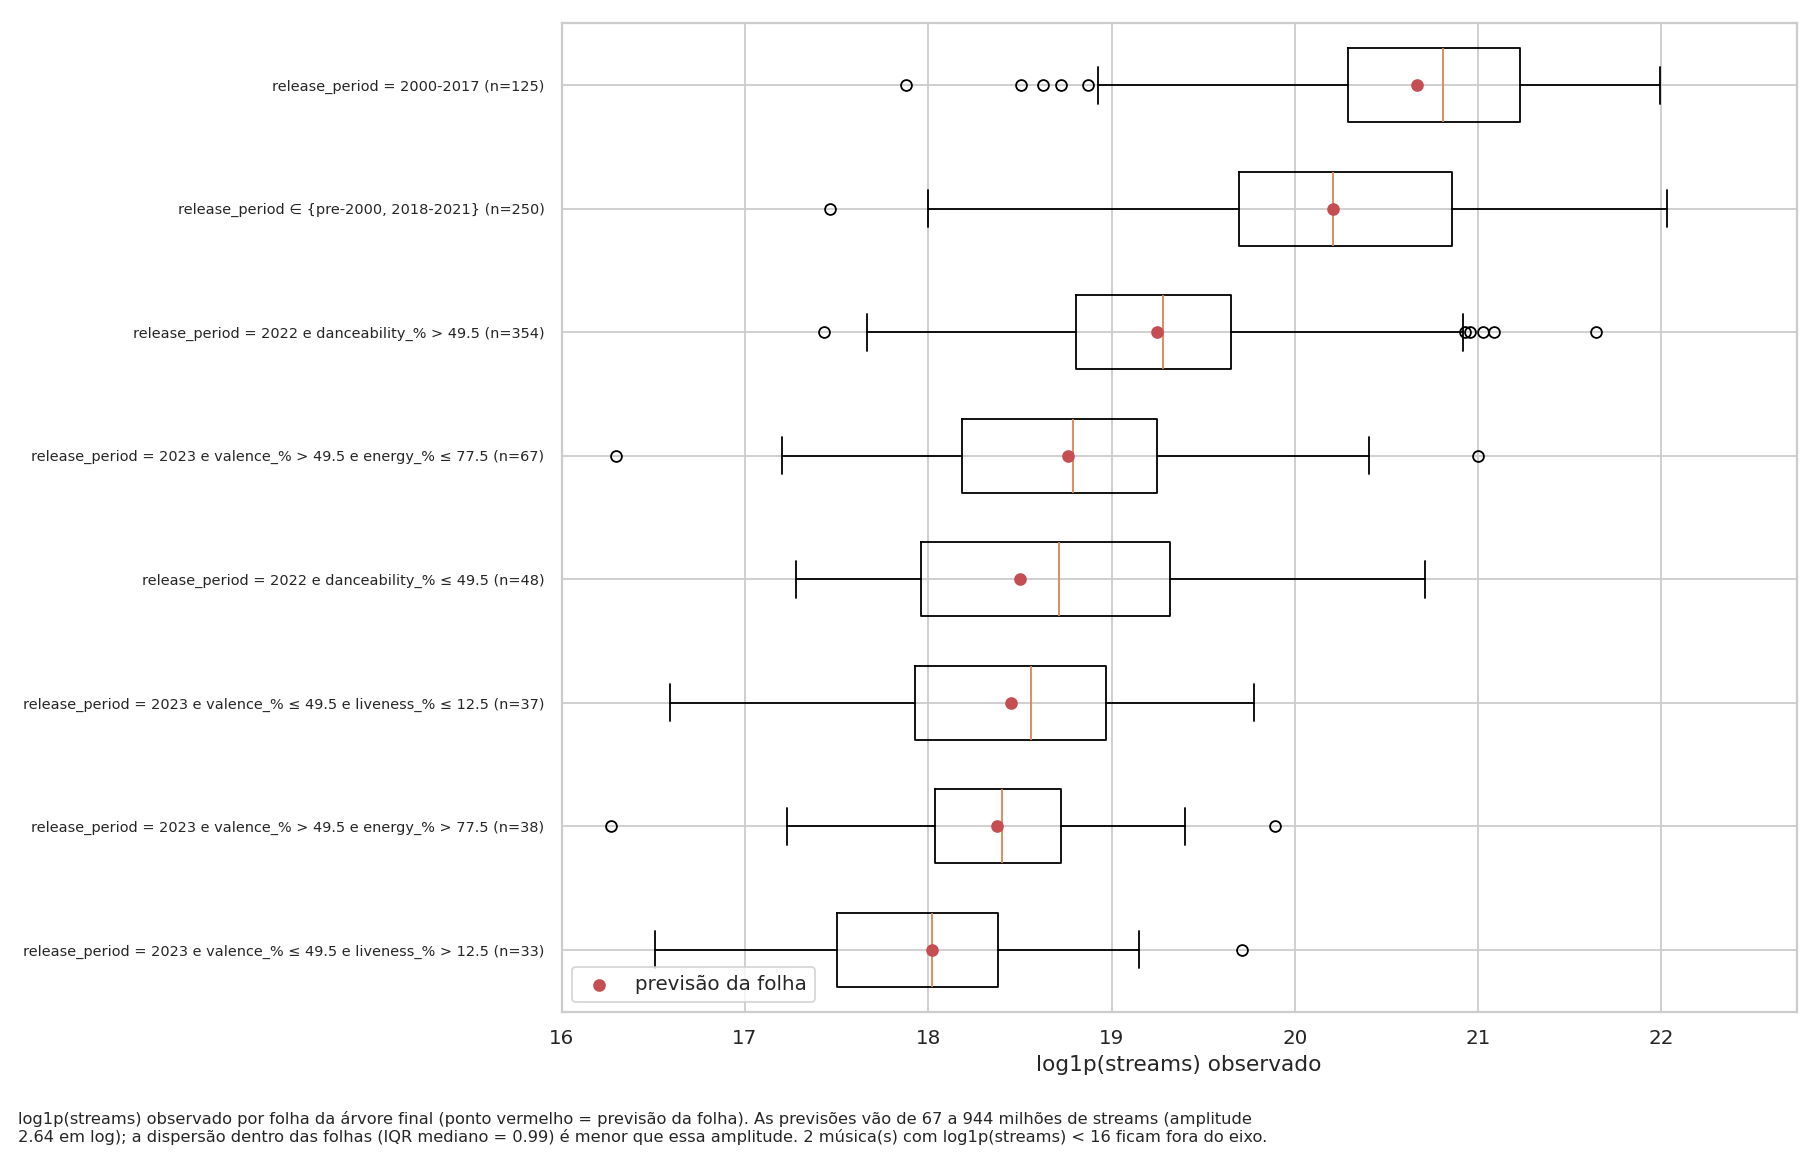 release_period = 2000-2017 (n=125)
release_period ∈ {pre-2000, 2018-2021} (n=250)
release_period = 2022 e danceability_% > 49.5 (n=354)
release_period = 2023 e valence_% > 49.5 e energy_% ≤ 77.5 (n=67)
release_period = 2022 e danceability_% ≤ 49.5 (n=48)
release_period = 2023 e valence_% ≤ 49.5 e liveness_% ≤ 12.5 (n=37)
release_period = 2023 e valence_% > 49.5 e energy_% > 77.5 (n=38)
release_period = 2023 e valence_% ≤ 49.5 e liveness_% > 12.5 (n=33)
previsão da folha
16 17 18 19 20 21 22
log1p(streams) observado
log1p(streams) observado por folha da árvore final (ponto vermelho = previsão da folha). As previsões vão de 67 a 944 milhões de streams (amplitude
2.64 em log); a dispersão dentro das folhas (IQR mediano = 0.99) é menor que essa amplitude. 2 música(s) com log1p(streams) < 16 ficam fora do eixo.